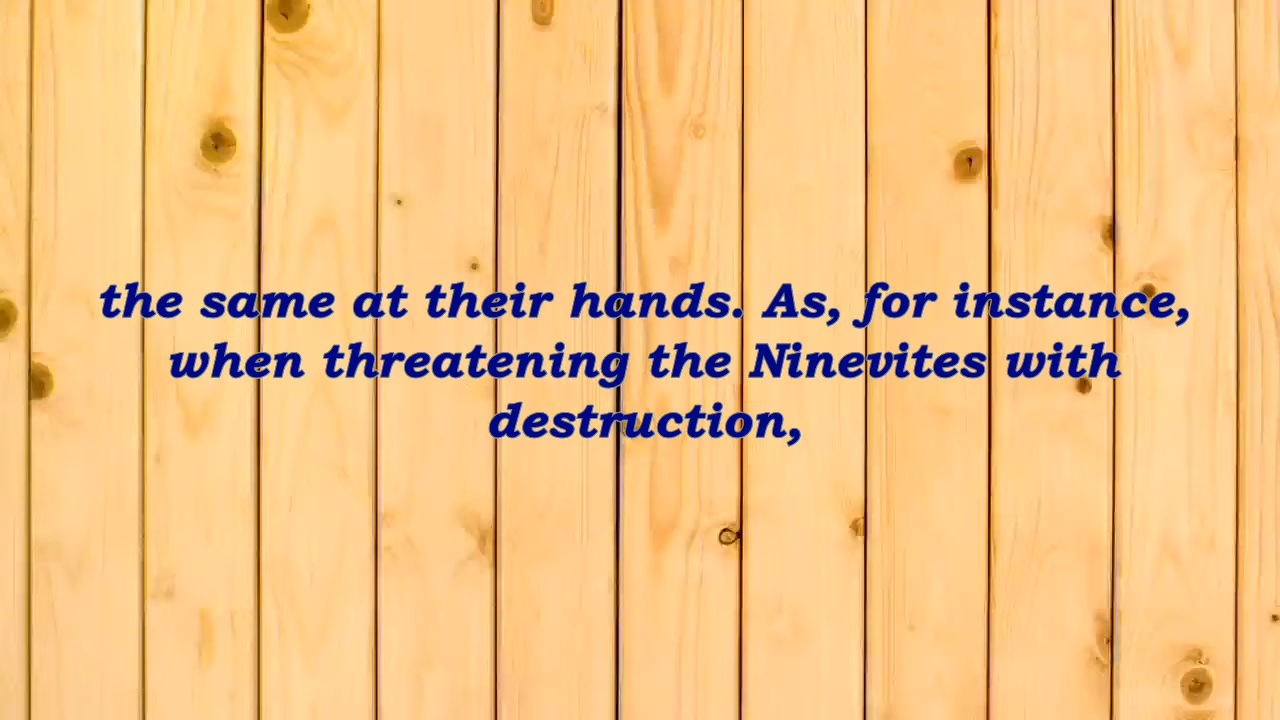 the same at their hands. As, for instance,
when threatening the Ninevites with
destruction,